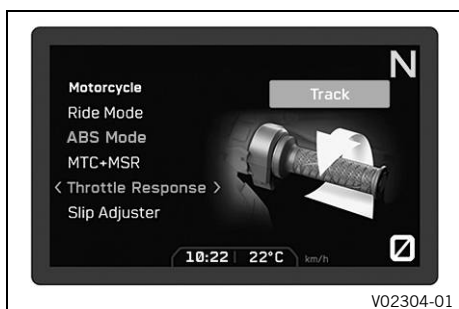 N
Motorcycle
Track
Ride Mode
ABS Mode
MTC+MSR
< Throttle Response >
Slip Adjuster
10:22 22°C km/h
V02304-01